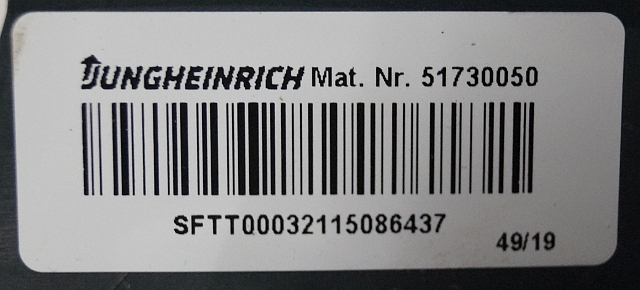 JUNGHEINRICH Mat. Nr. 51730050
SFTT00032115086437
49/19